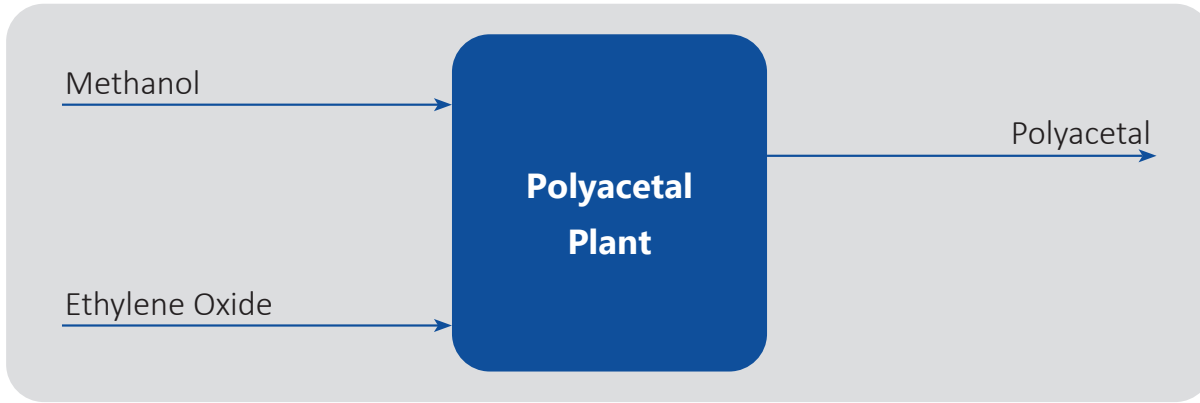 Methanol
Polyacetal
Polyacetal
Plant
Ethylene Oxide